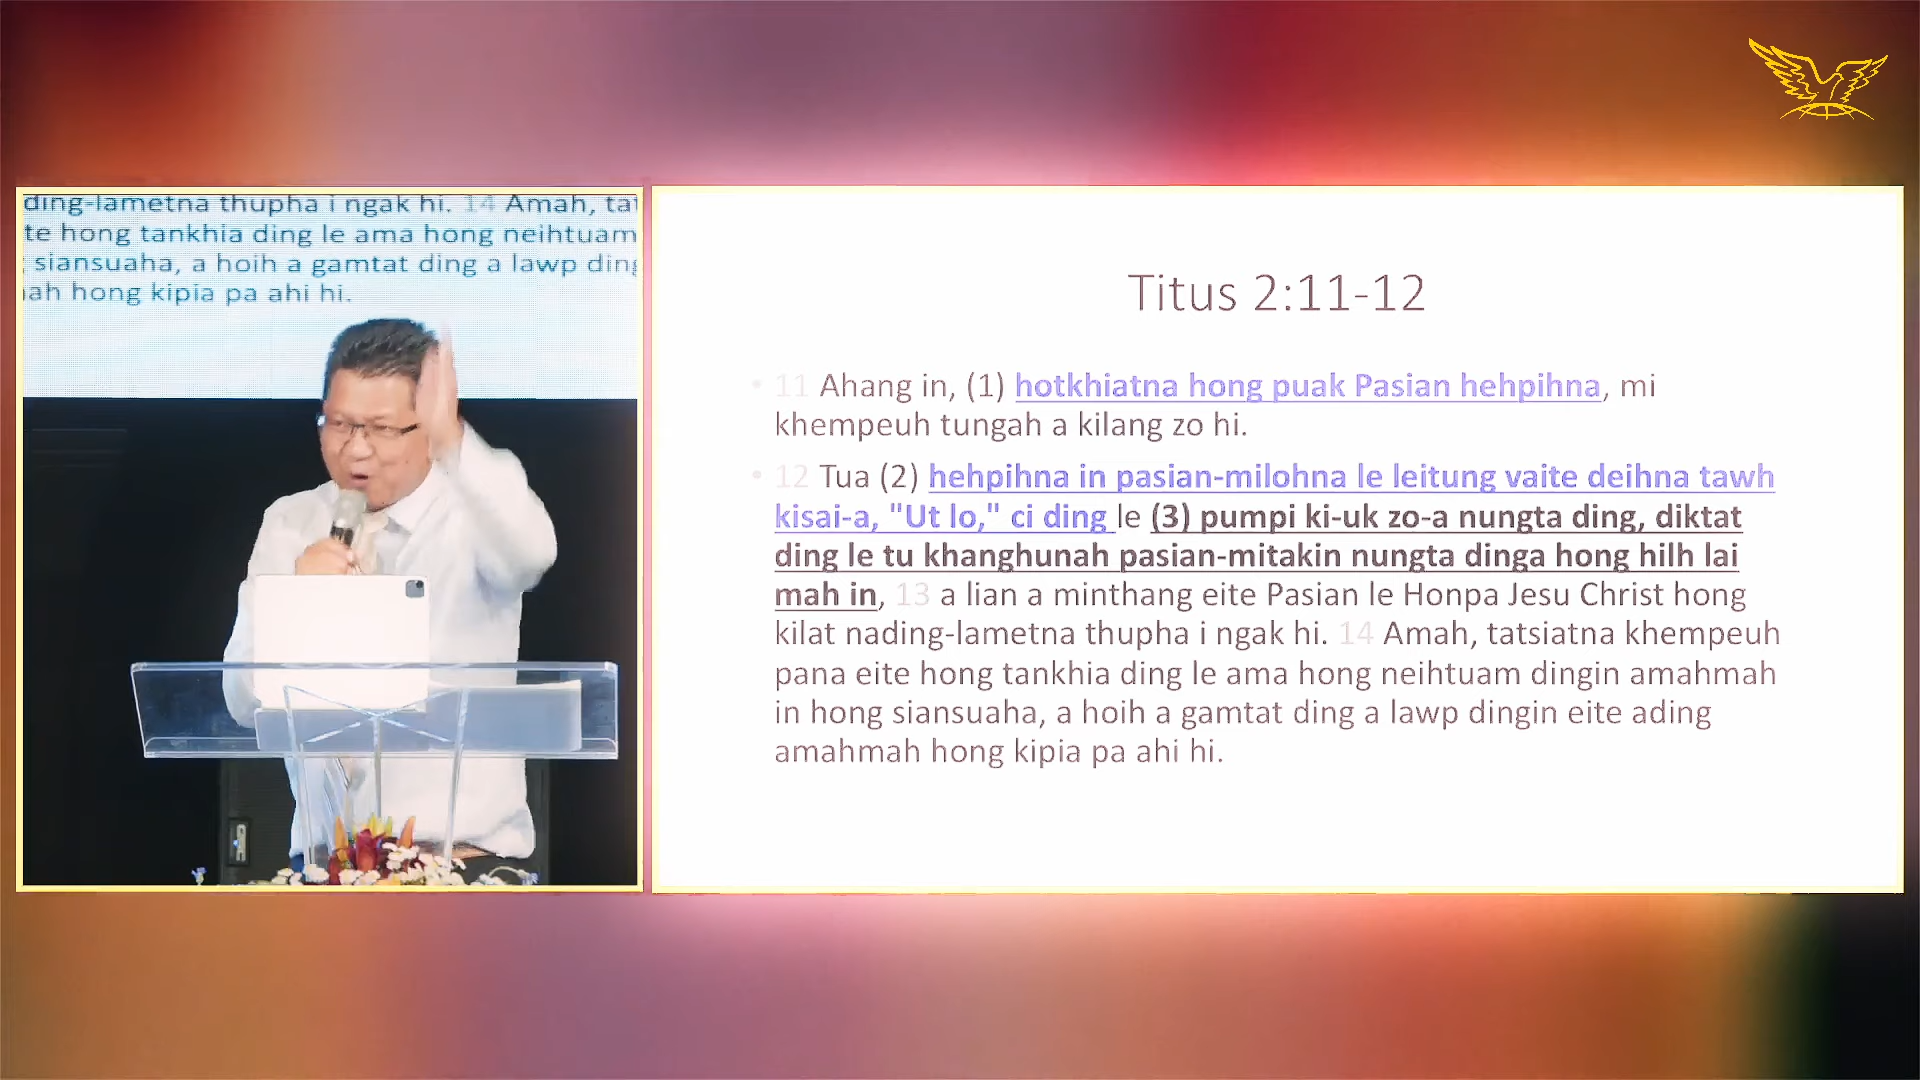 ding-lametna thupha i ngak hi. 14 Amah,
te hong tankhia ding le ama hong neihtuam
siansuaha, a hoih a gamtat ding a lawp ding
ah hong kipia pa ahi hi.
Titus 2:11-12
• 11 Ahang in, (1) hotkhiatna hong puak Pasian hehpihna, mi
khempeuh tungah a kilang zo hi.
• 12 Tua (2) hehpihna in pasian-milohna le leitung vaite deihna tawh
kisai-a, "Ut lo," ci ding le (3) pumpi ki-uk zo-a nungta ding, diktat
ding le tu khanghunah pasian-mitakin nungta dinga hong hilh lai
mah in, 13 a lian a minthang eite Pasian le Honpa Jesu Christ hong
kilat nading-lametna thupha i ngak hi. 14 Amah, tatsiatna khempeuh
pana eite hong tankhia ding le ama hong neihtuam dingin amahmah
in hong siansuaha, a hoih a gamtat ding a lawp dingin eite ading
amahmah hong kipia pa ahi hi.